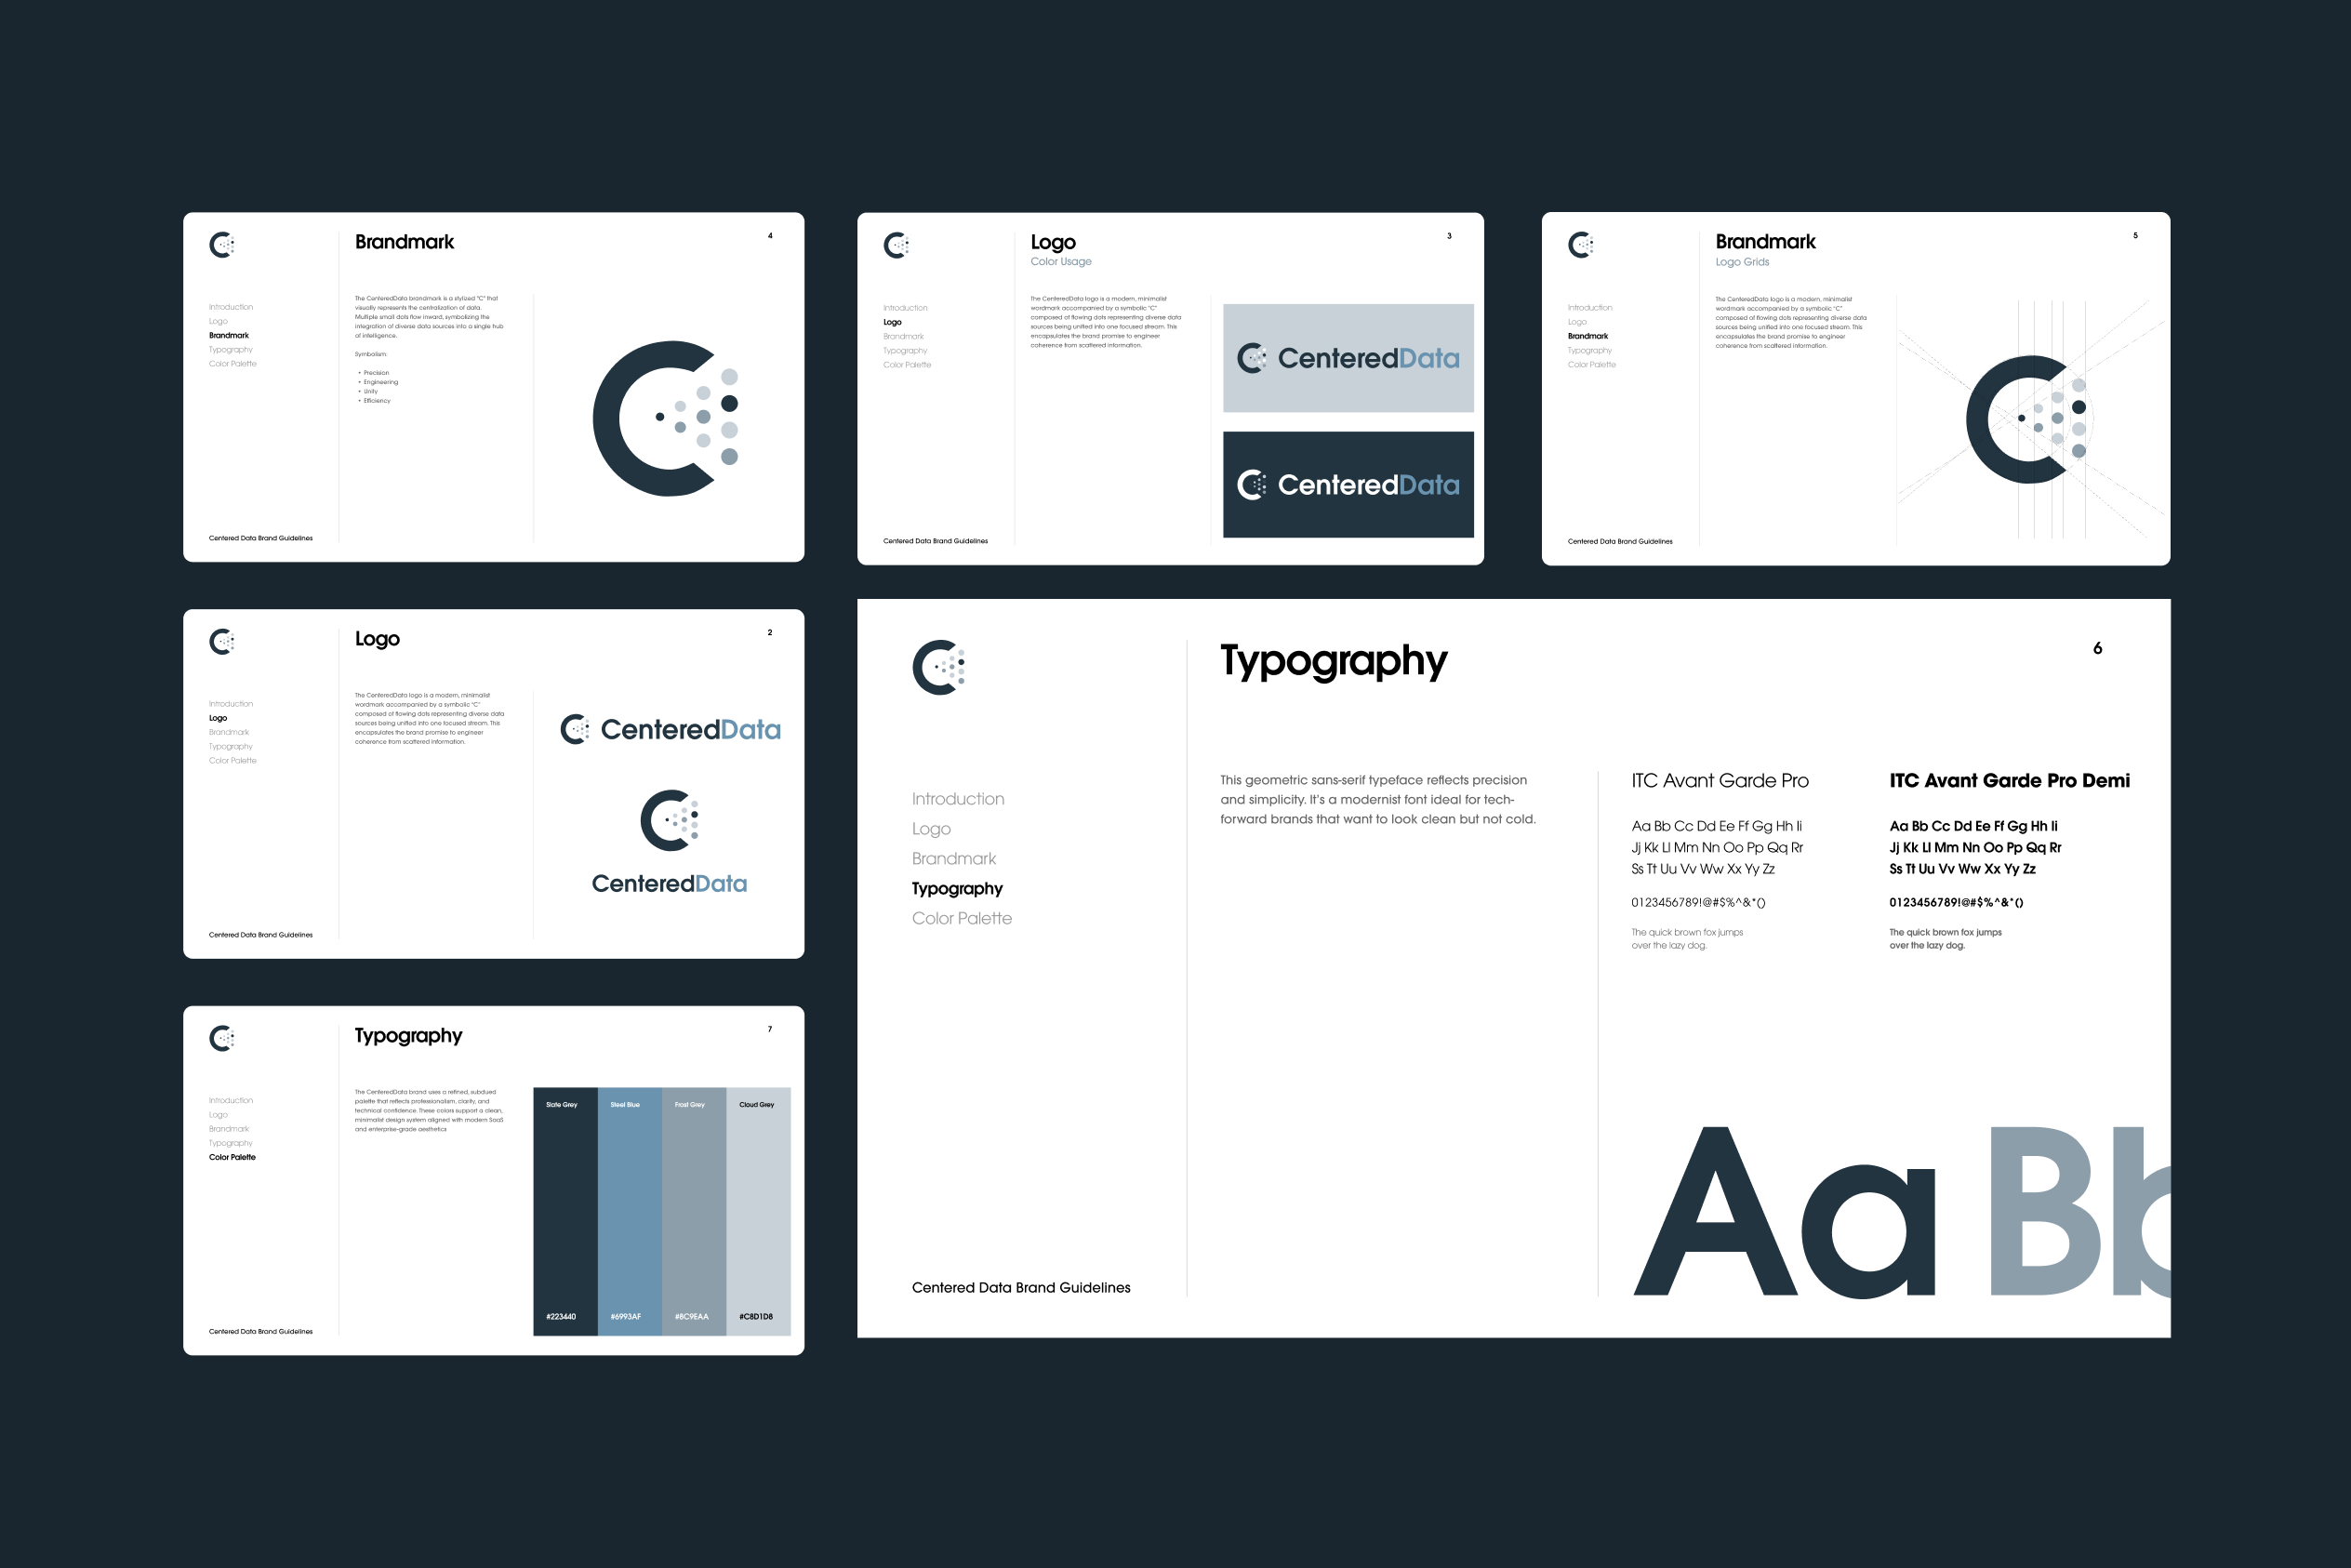 Brandmark
4
Introduction
Logo
Brandmark
Typography
Color Palette
The CenteredData brandmark is a stylized "C" that
visually represents the centralization of data.
Multiple small dots flow inward, symbolizing the
integration of diverse data sources into a single hub
of intelligence.
Symbolism:
• Precision
• Engineering
• Unity
• Efficiency
Centered Data Brand Guidelines
Logo
Color Usage
3
Introduction
Logo
Brandmark
Typography
Color Palette
The CenteredData logo is a modern, minimalist
wordmark accompanied by a symbolic "C"
composed of flowing dots representing diverse data
sources being unified into one focused stream. This
encapsulates the brand promise to engineer
coherence from scattered information.
CenteredData
CenteredData
Centered Data Brand Guidelines
Brandmark
Logo Grids
5
Introduction
Logo
Brandmark
Typography
Color Palette
The CenteredData logo is a modern, minimalist
wordmark accompanied by a symbolic "C"
composed of flowing dots representing diverse data
sources being unified into one focused stream. This
encapsulates the brand promise to engineer
coherence from scattered information.
Centered Data Brand Guidelines
Logo
2
Introduction
Logo
Brandmark
Typography
Color Palette
The CenteredData logo is a modern, minimalist
wordmark accompanied by a symbolic "C"
composed of flowing dots representing diverse data
sources being unified into one focused stream. This
encapsulates the brand promise to engineer
coherence from scattered information.
CenteredData
CenteredData
Centered Data Brand Guidelines
Typography
6
Introduction
Logo
Brandmark
Typography
Color Palette
This geometric sans-serif typeface reflects precision
and simplicity. It's a modernist font ideal for tech-
forward brands that want to look clean but not cold.
ITC Avant Garde Pro
Aa Bb Cc Dd Ee Ff Gg Hh Ii
Jj Kk Ll Mm Nn Oo Pp Qq Rr
Ss Tt Uu Vv Ww Xx Yy Zz
0123456789!@#$%^&*()
The quick brown fox jumps
over the lazy dog.
ITC Avant Garde Pro Demi
Aa Bb Cc Dd Ee Ff Gg Hh Ii
Jj Kk Ll Mm Nn Oo Pp Qq Rr
Ss Tt Uu Vv Ww Xx Yy Zz
0123456789!@#$%^&*()
The quick brown fox jumps
over the lazy dog.
Aa Bb
Centered Data Brand Guidelines
Typography
7
Introduction
Logo
Brandmark
Typography
Color Palette
The CenteredData brand uses a refined, subdued
palette that reflects professionalism, clarity, and
technical confidence. These colors support a clean,
minimalist design system aligned with modern SaaS
and enterprise-grade aesthetics
Slate Grey
Steel Blue
Frost Grey
Cloud Grey
#223440
#6993AF
#8C9EAA
#C8D1D8
Centered Data Brand Guidelines